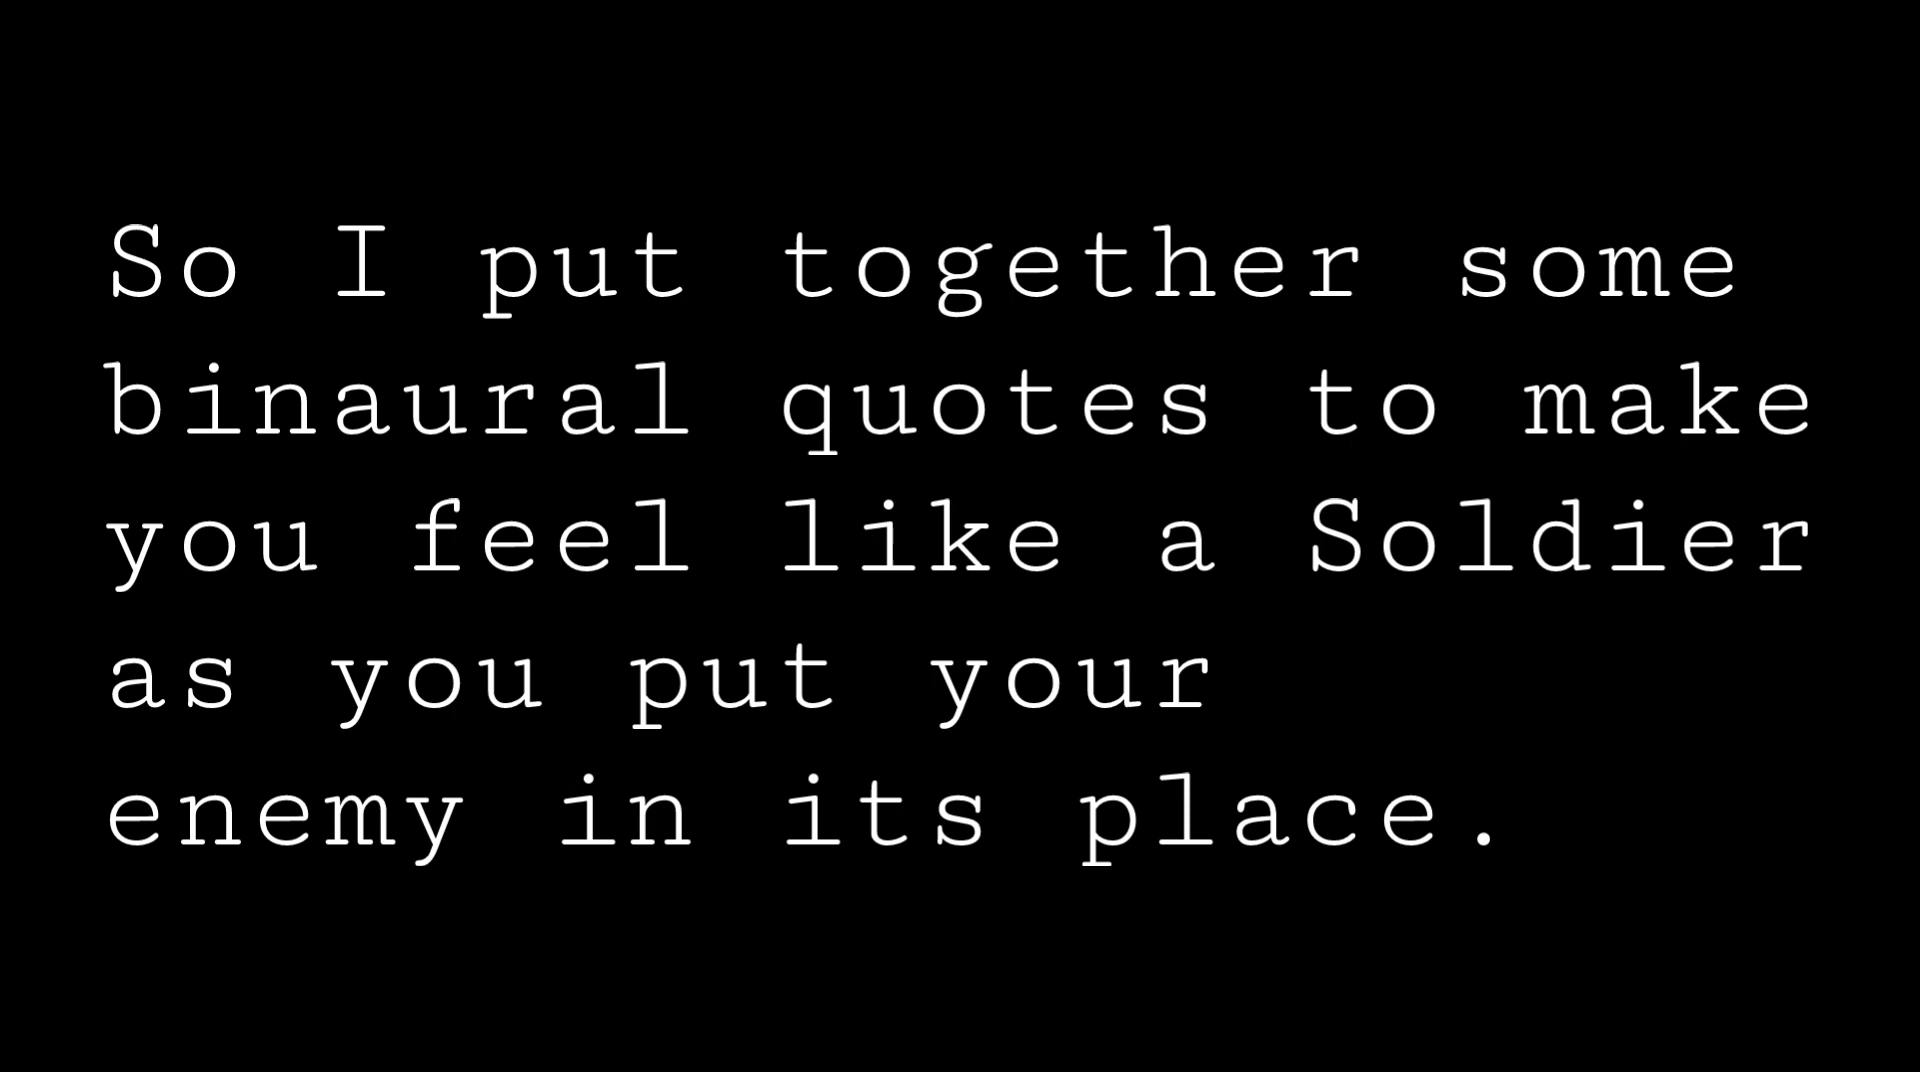 So I put together some
binaural quotes to make
you feel like a Soldier
as you put your
enemy in its place.